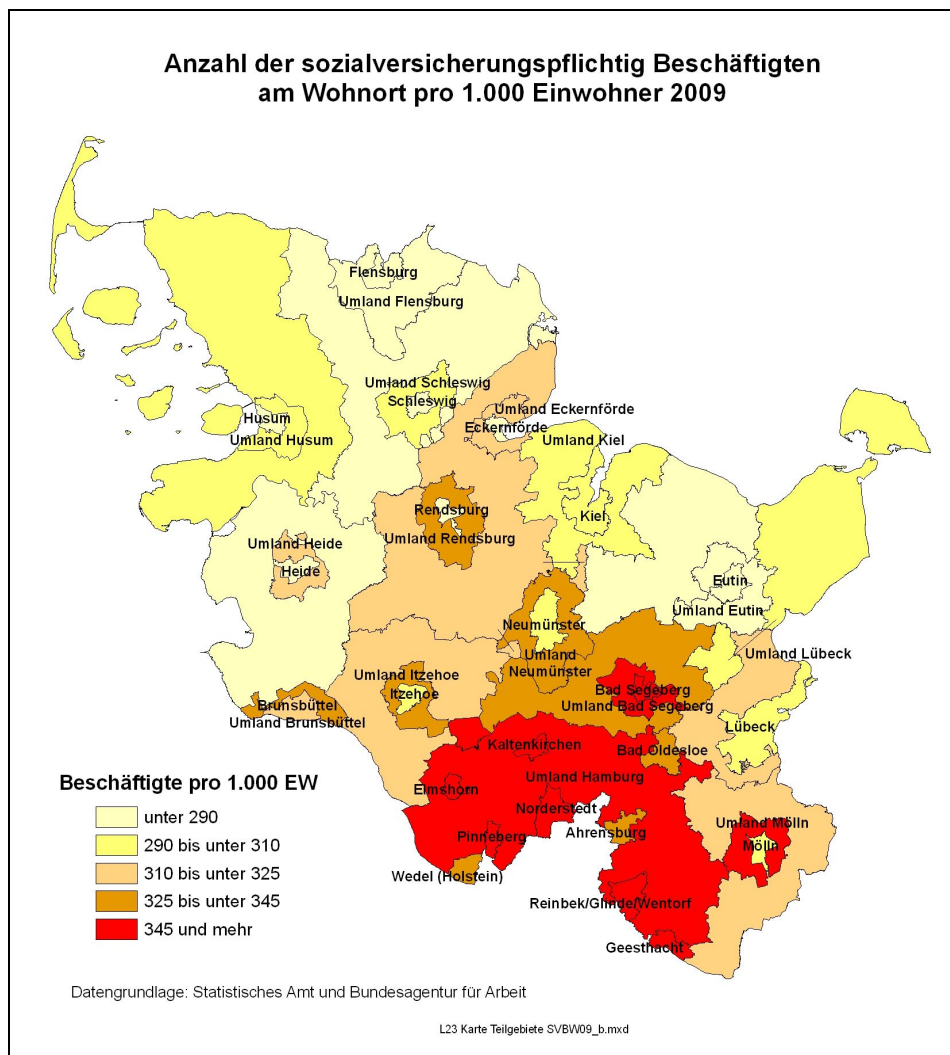 Anzahl der sozialversicherungspflichtig Beschäftigten
am Wohnort pro 1.000 Einwohner 2009
Flensburg
Umland Flensburg
Umland Schleswig
Schleswig
Umland Eckernförde
Eckernförde
Husum
Umland Husum
Umland Kiel
Kiel
Rendsburg
Umland Rendsburg
Umland Heide
Heide
Eutin
Umland Eutin
Neumünster
Umland
Neumünster
Umland Lübeck
Umland Itzehoe
Itzehoe
Bad Segeberg
Umland Bad Segeberg
Brunsbüttel
Umland Brunsbüttel
Lübeck
Kaltenkirchen
Bad Oldesloe
Umland Hamburg
Elmshorn
Norderstedt
Ahrensburg
Pinneberg
Umland Mölln
Mölln
Wedel (Holstein)
Reinbek/Glinde/Wentorf
Geesthacht
Beschäftigte pro 1.000 EW
unter 290
290 bis unter 310
310 bis unter 325
325 bis unter 345
345 und mehr
Datengrundlage: Statistisches Amt und Bundesagentur für Arbeit
L23 Karte Teilgebiete SVBW09_b.mxd